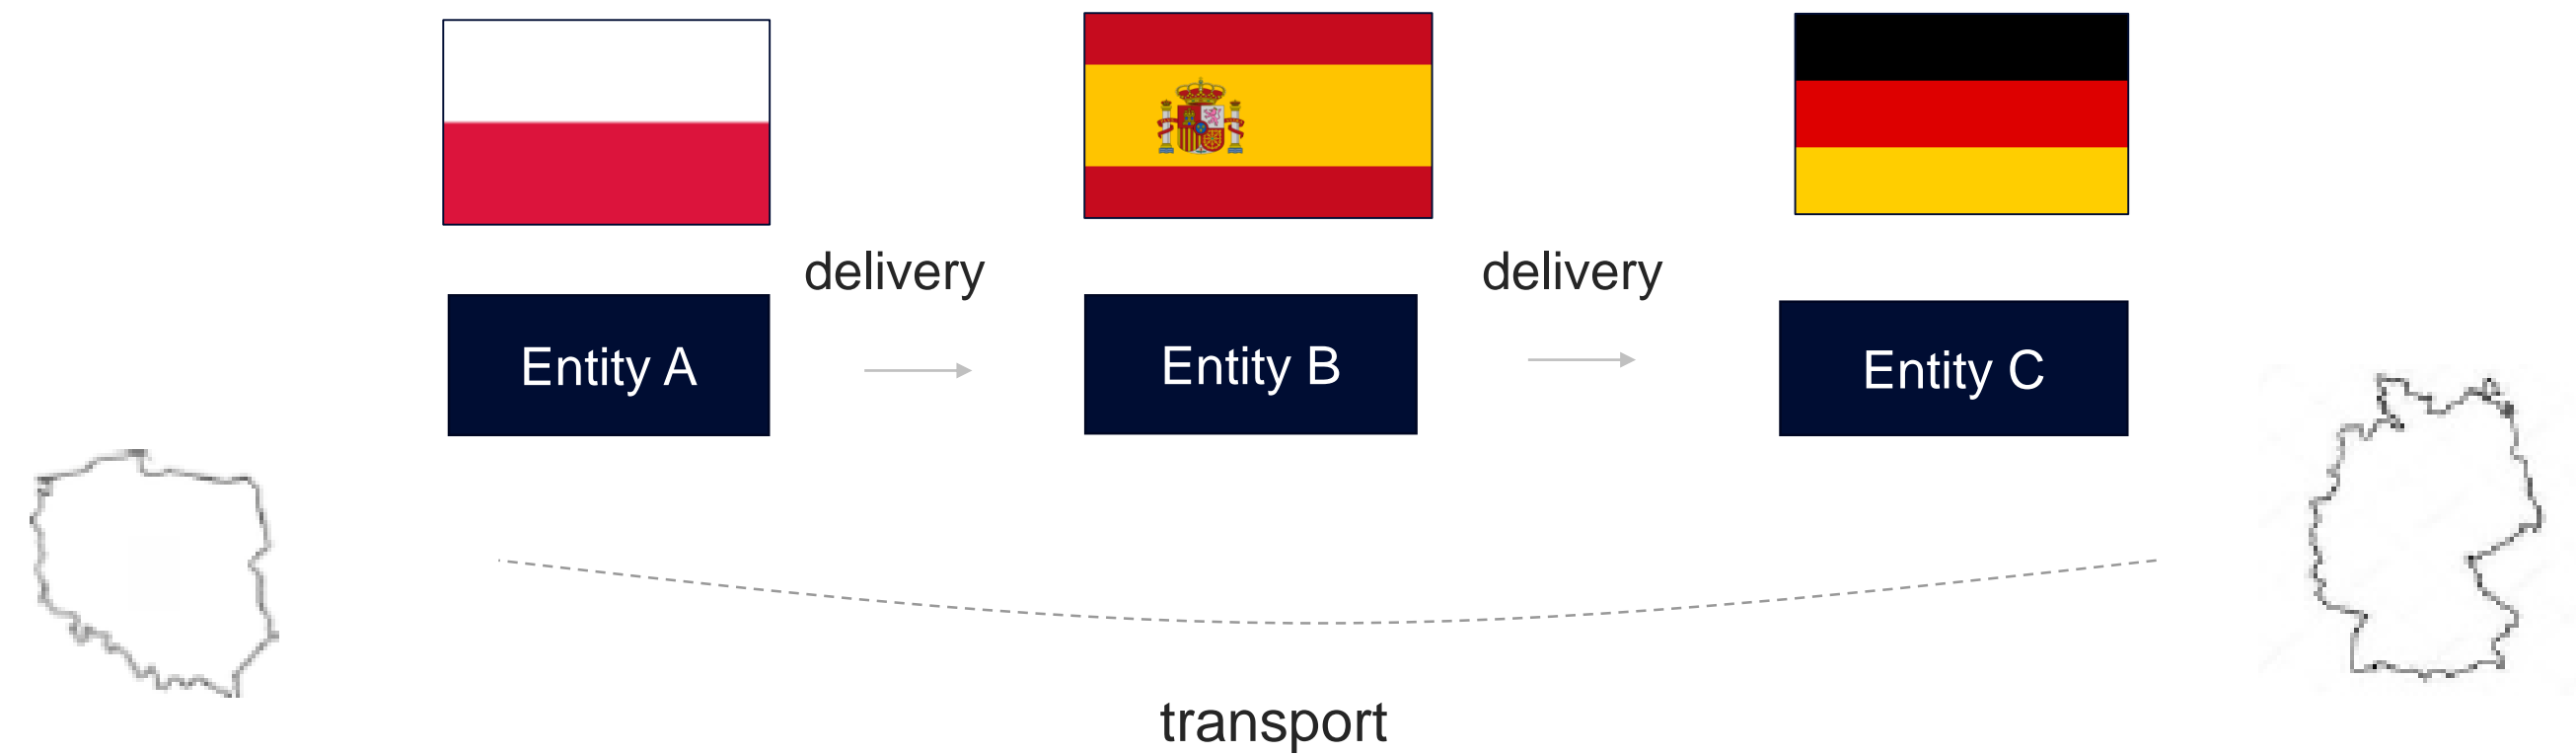 delivery
delivery
Entity A
Entity B
Entity C
transport